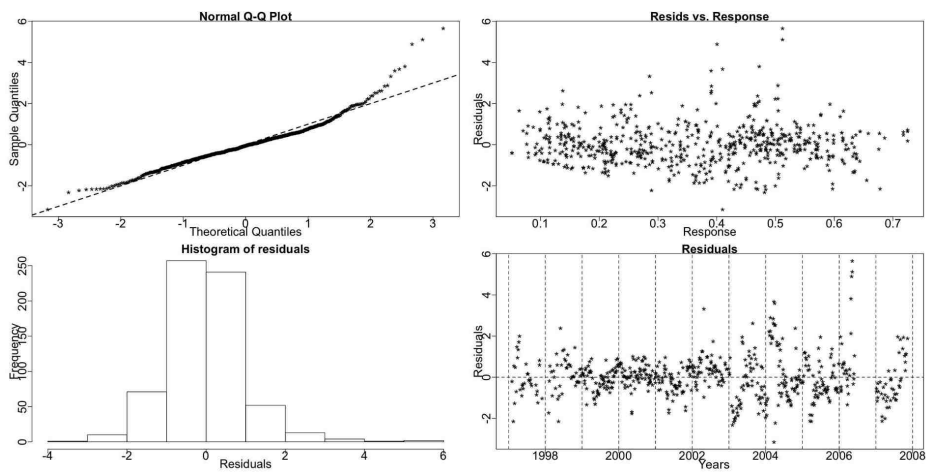 Normal Q-Q Plot
Sample Quantiles
6
4
2
0
-2
-3 -2 -1 0 1 2 3
Theoretical Quantiles
Resids vs. Response
Residuals
6
4
2
0
-2
0.1 0.2 0.3 0.4 0.5 0.6 0.7
Response
Histogram of residuals
Frequency
250
200
150
100
50
0
-4 -2 0 2 4 6
Residuals
Residuals
Residuals
6
4
2
0
-2
1998 2000 2002 2004 2006 2008
Years